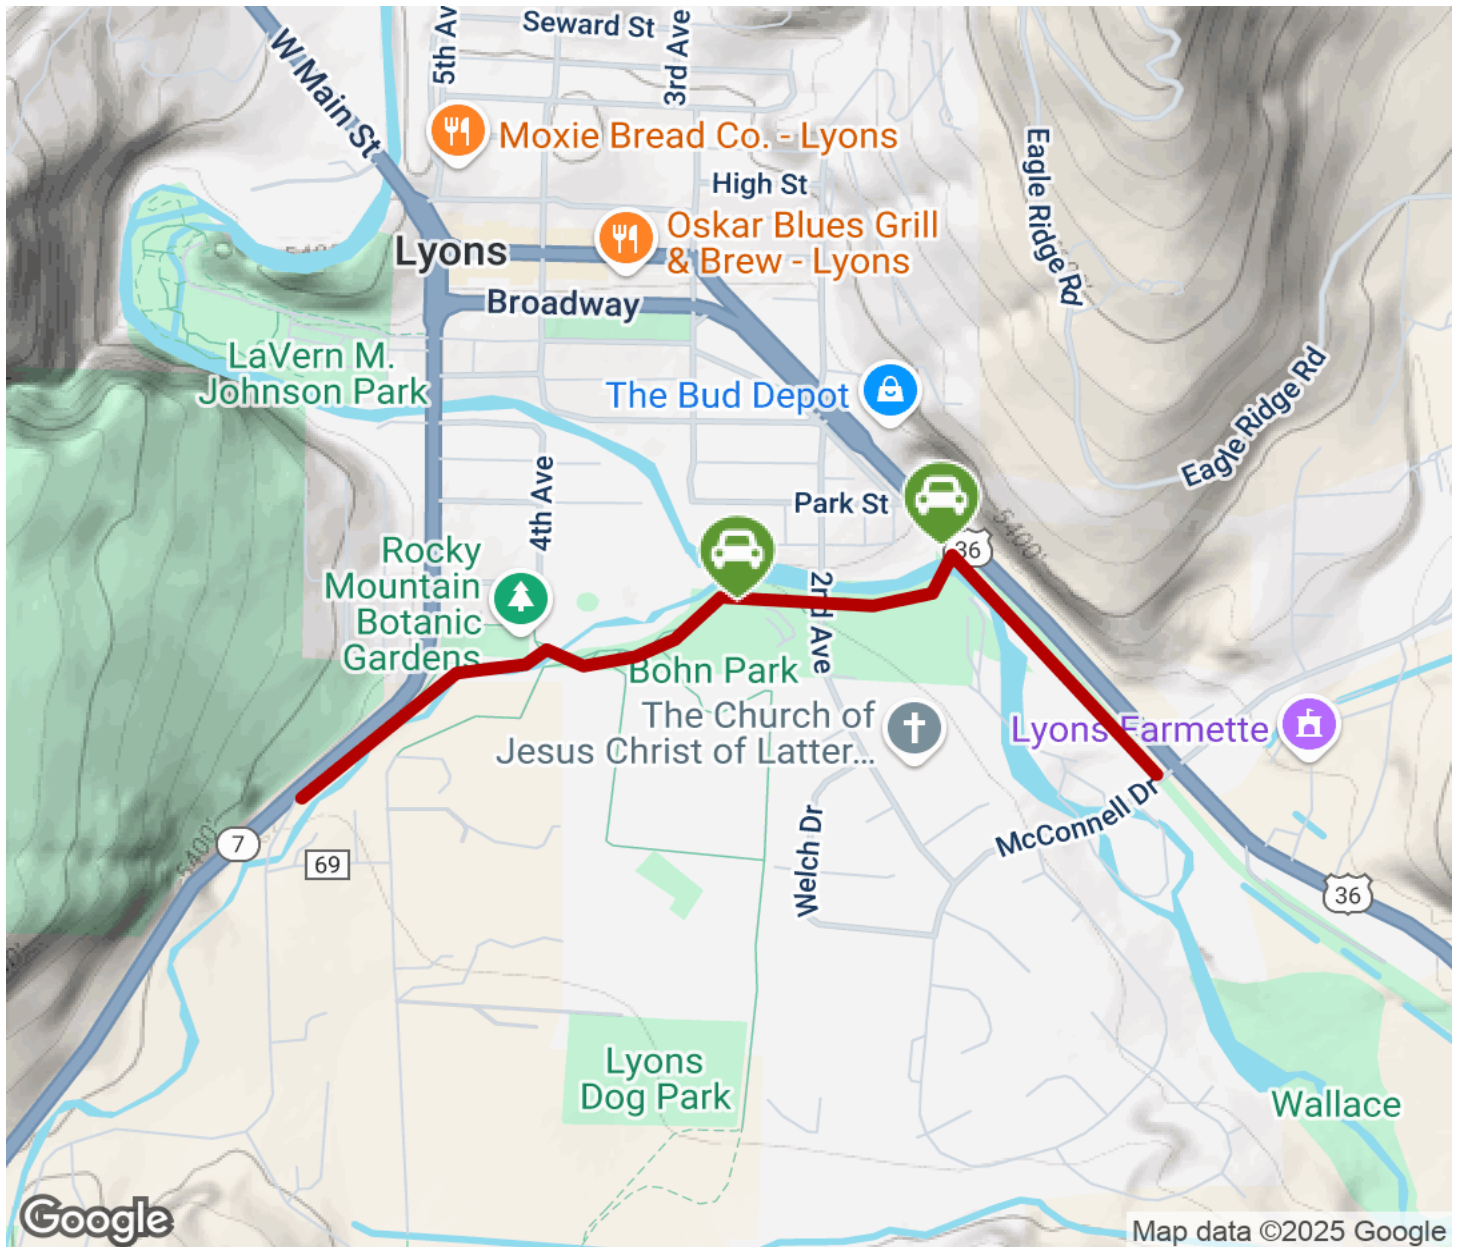 Seward St
5th Av
3rd Ave
W Main St
Moxie Bread Co. - Lyons
High St
Eagle Ridge Rd
Oskar Blues Grill
& Brew - Lyons
Lyons
Broadway
LaVern M.
Johnson Park
The Bud Depot
Eagle Ridge Rd
4th Ave
Park St
5400'
36
Rocky
Mountain
Botanic
Gardens
2nd Ave
Bohn Park
The Church of
Jesus Christ of Latter...
Lyons Farmette
McConnell Dr
Welch Dr
7
69
5400'
36
Lyons
Dog Park
Wallace
Google
Map data ©2025 Google